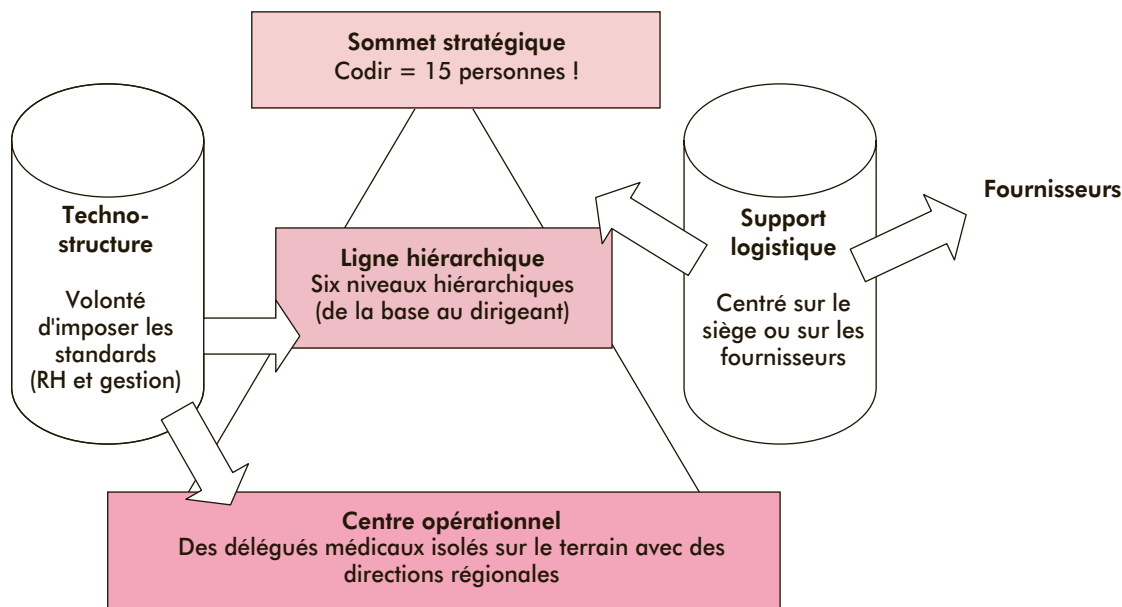 Sommet stratégique
Codir = 15 personnes !
Techno-
structure
Volonté
d'imposer les
standards
(RH et gestion)
Ligne hiérarchique
Six niveaux hiérarchiques
(de la base au dirigeant)
Support
logistique
Centré sur le
siège ou sur les
fournisseurs
Fournisseurs
Centre opérationnel
Des délégués médicaux isolés sur le terrain avec des
directions régionales